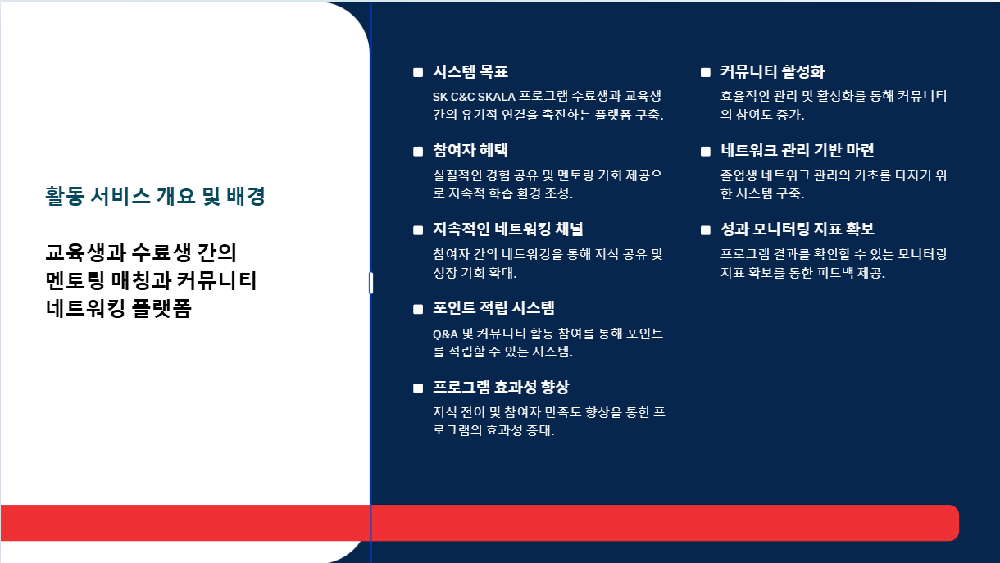 활동 서비스 개요 및 배경
교육생과 수료생 간의
멘토링 매칭과 커뮤니티
네트워킹 플랫폼
시스템 목표
SK C&C SKALA 프로그램 수료생과 교육생
간의 유기적 연결을 촉진하는 플랫폼 구축.
참여자 혜택
실질적인 경험 공유 및 멘토링 기회 제공으
로 지속적 학습 환경 조성.
지속적인 네트워킹 채널
참여자 간의 네트워킹을 통해 지식 공유 및
성장 기회 확대.
포인트 적립 시스템
Q&A 및 커뮤니티 활동 참여를 통해 포인트
를 적립할 수 있는 시스템.
프로그램 효과성 향상
지식 전이 및 참여자 만족도 향상을 통한 프
로그램의 효과성 증대.
커뮤니티 활성화
효율적인 관리 및 활성화를 통해 커뮤니티
의 참여도 증가.
네트워크 관리 기반 마련
졸업생 네트워크 관리의 기초를 다지기 위
한 시스템 구축.
성과 모니터링 지표 확보
프로그램 결과를 확인할 수 있는 모니터링
지표 확보를 통한 피드백 제공.